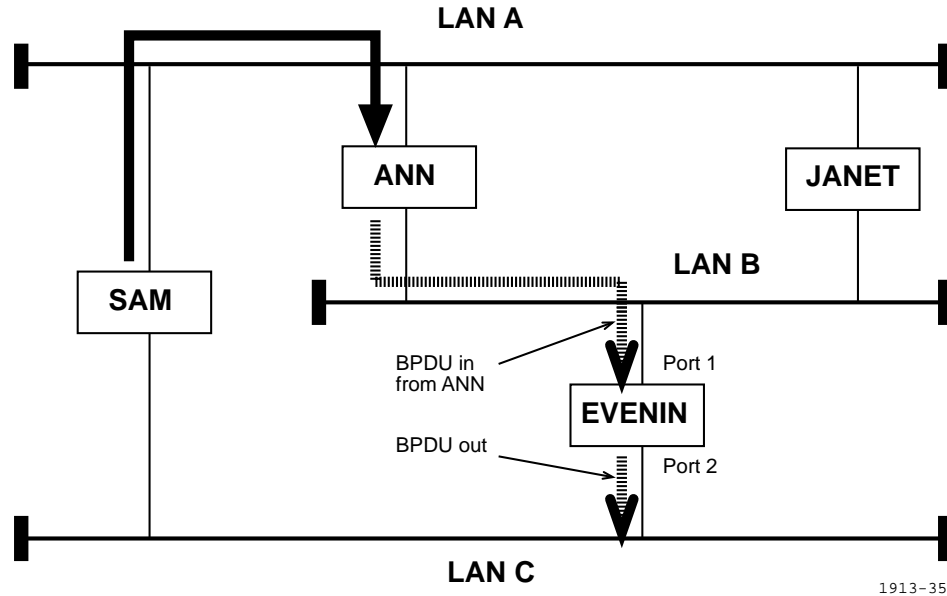 LAN A
ANN
JANET
LAN B
SAM
BPDU in
from ANN
Port 1
EVENIN
BPDU out
Port 2
LAN C
1913-35